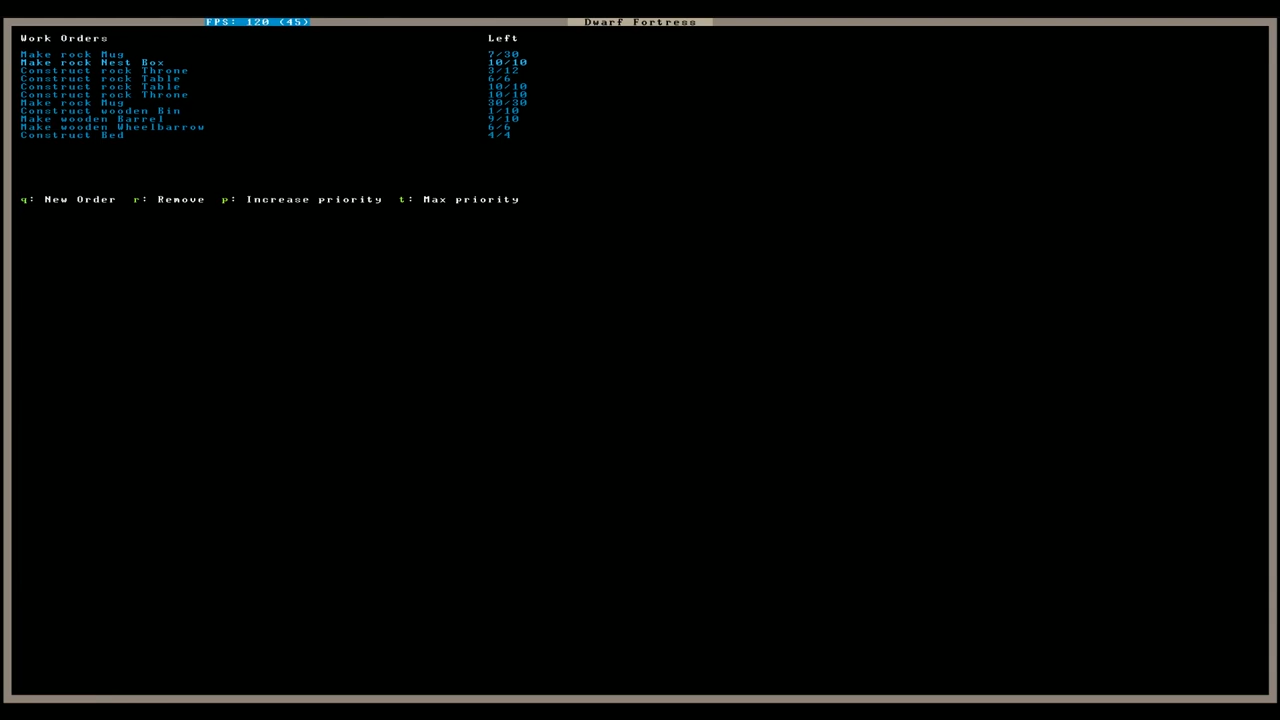 FPS: 120 (45) Dwarf Fortress
Work Orders Left
Make rock Mug 7/30
Make rock Nest Box 10/10
Construct rock Throne 3/12
Construct rock Table 6/6
Construct rock Table 10/10
Construct rock Throne 10/10
Make rock Mug 30/30
Construct wooden Bin 1/10
Make wooden Barrel 9/10
Make wooden Wheelbarrow 6/6
Construct Bed 4/4
q: New Order r: Remove p: Increase priority t: Max priority